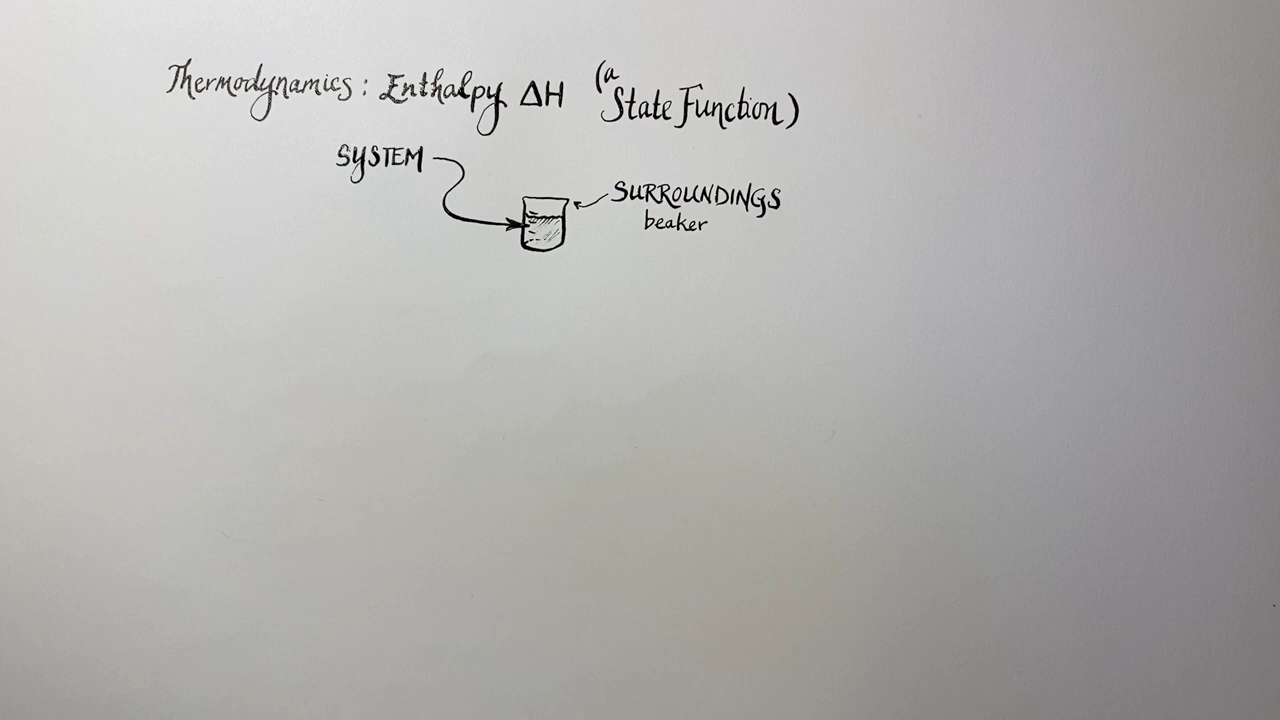 Thermodynamics: Enthalpy ΔH (a State Function)
SYSTEM
SURROUNDINGS
beaker